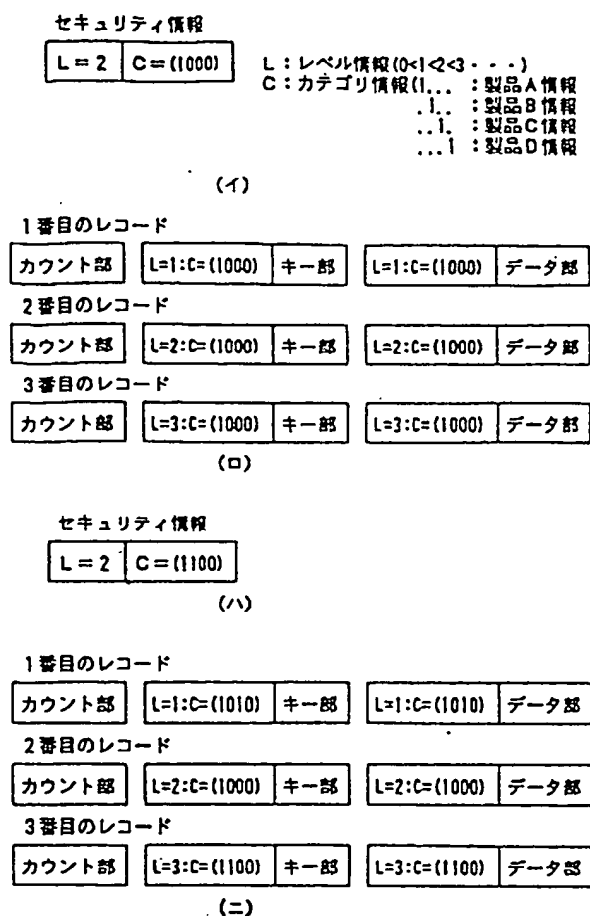 セキュリティ情報
L=2 C=(1000)
L:レベル情報(0<1<2<3・・・)
C:カテゴリ情報(1...:製品A情報
.1..:製品B情報
..1.:製品C情報
...1:製品D情報
(イ)
1番目のレコード
カウント部 L=1:C=(1000) キー部 L=1:C=(1000) データ部
2番目のレコード
カウント部 L=2:C=(1000) キー部 L=2:C=(1000) データ部
3番目のレコード
カウント部 L=3:C=(1000) キー部 L=3:C=(1000) データ部
(ロ)
セキュリティ情報
L=2 C=(1100)
(ハ)
1番目のレコード
カウント部 L=1:C=(1010) キー部 L=1:C=(1010) データ部
2番目のレコード
カウント部 L=2:C=(1000) キー部 L=2:C=(1000) データ部
3番目のレコード
カウント部 L=3:C=(1100) キー部 L=3:C=(1100) データ部
(ニ)